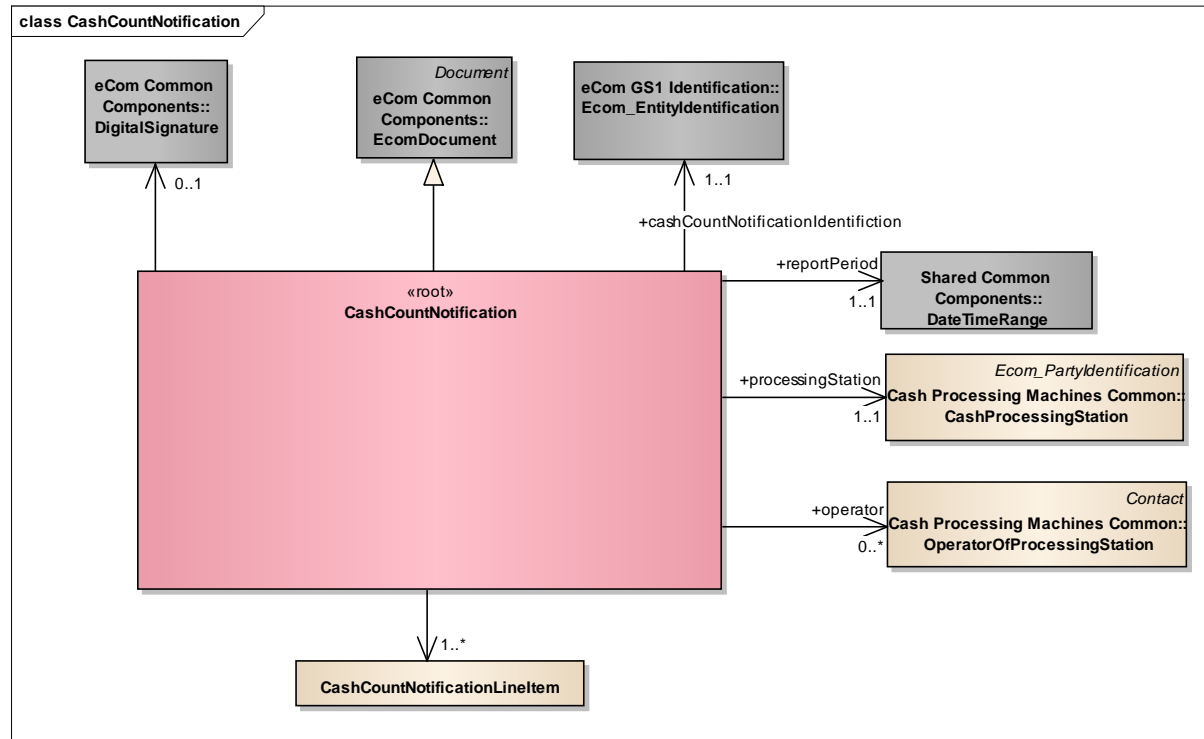 class CashCountNotification
eCom Common
Components::
DigitalSignature
Document
eCom Common
Components::
EcomDocument
eCom GS1 Identification::
Ecom_EntityIdentification
0..1
1..1
+cashCountNotificationIdentifiction
«root»
CashCountNotification
+reportPeriod
1..1
Shared Common
Components::
DateTimeRange
+processingStation
1..1
Ecom_PartyIdentification
Cash Processing Machines Common::
CashProcessingStation
+operator
0..*
Contact
Cash Processing Machines Common::
OperatorOfProcessingStation
1..*
CashCountNotificationLineItem